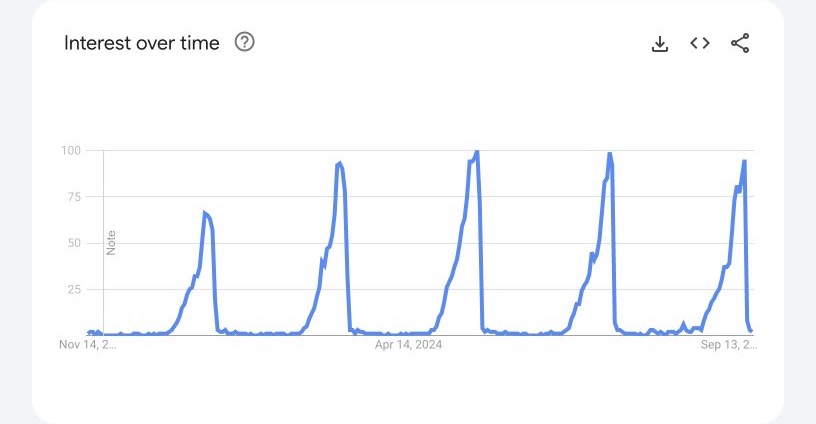 Interest over time
100
75
50
25
Note
Nov 14, 2...
Apr 14, 2024
Sep 13, 2...